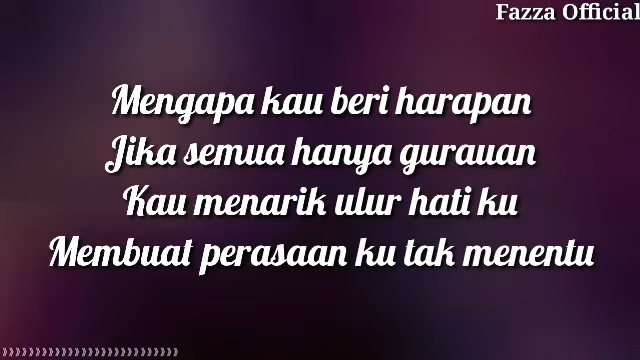 Fazza Official
Mengapa kau beri harapan
Jika semua hanya gurauan
Kau menarik ulur hati ku
Membuat perasaan ku tak menentu